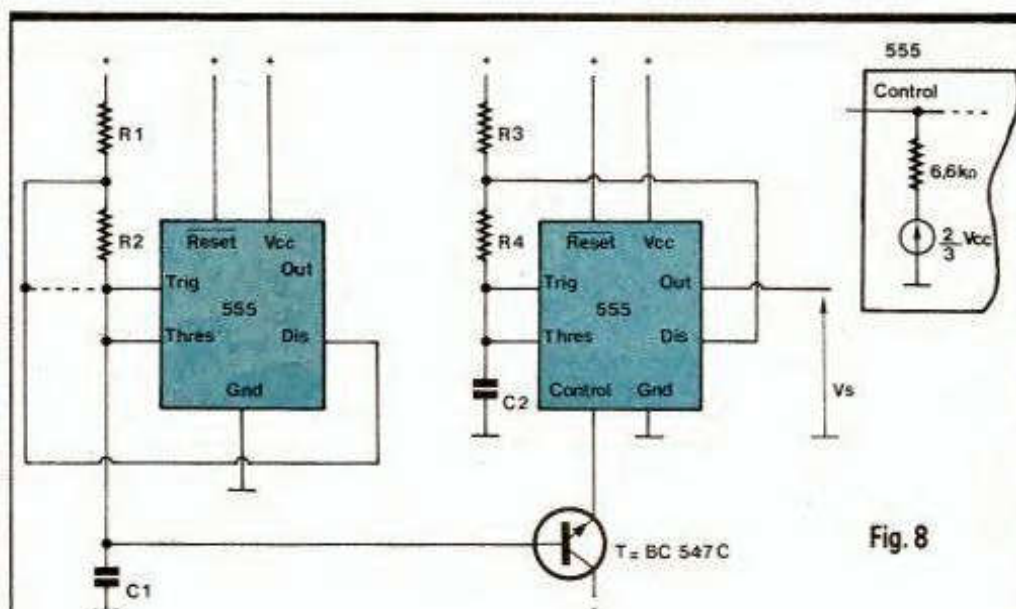 555
Control
6,6kΩ
2/3 Vcc
R1
R2
Reset Vcc
Out
Trig
555
Thres
Dis
Gnd
C1
R3
R4
Reset Vcc
Trig
Out
555
Thres
Dis
Control Gnd
C2
Vs
T = BC 547C
Fig. 8